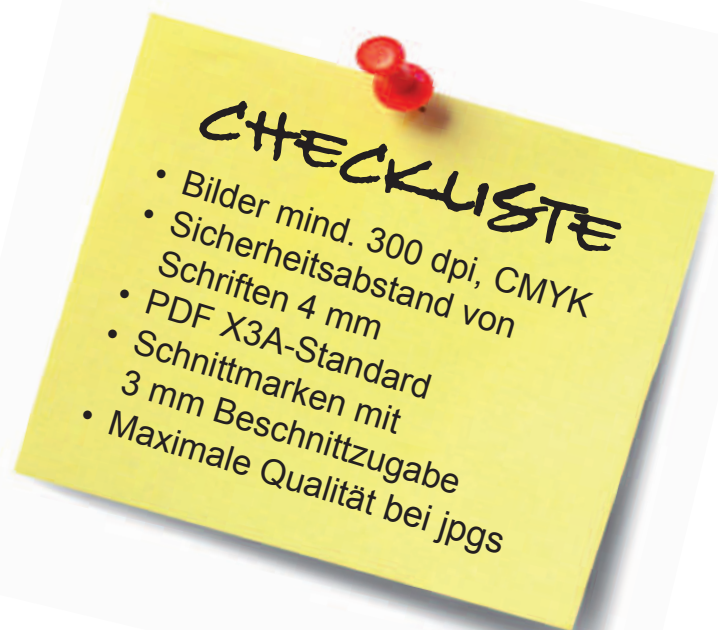 CHECKLISTE
• Bilder mind. 300 dpi, CMYK
• Sicherheitsabstand von
Schriften 4 mm
• PDF X3A-Standard
• Schnittmarken mit
3 mm Beschnittzugabe
• Maximale Qualität bei jpgs